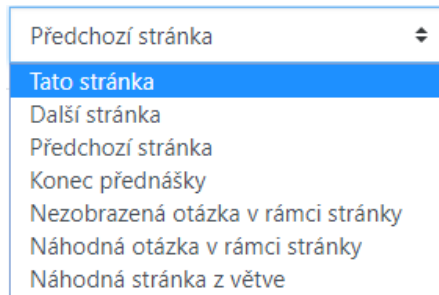 Předchozí stránka
Tato stránka
Další stránka
Předchozí stránka
Konec přednášky
Nezobrazená otázka v rámci stránky
Náhodná otázka v rámci stránky
Náhodná stránka z větve